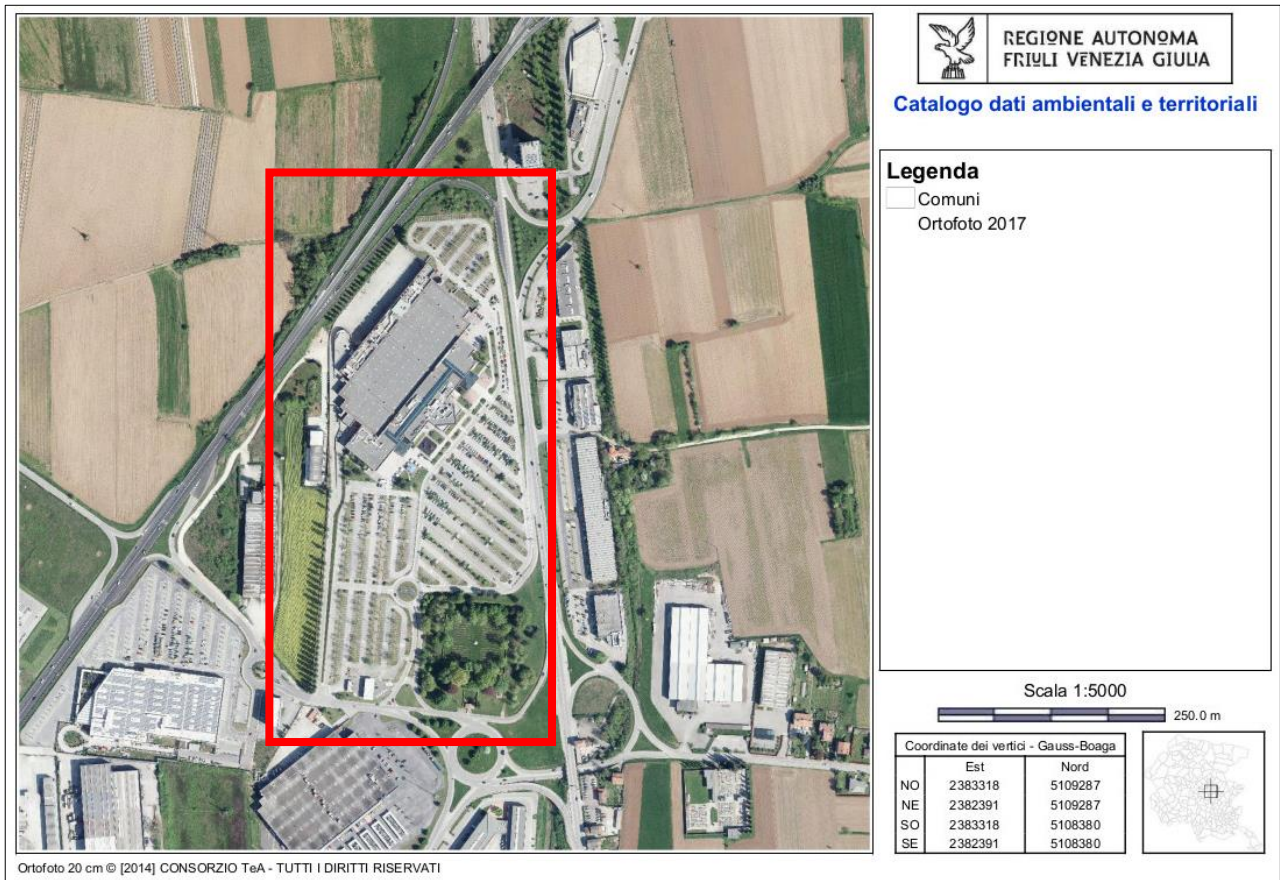 REGIONE AUTONOMA
FRIULI VENEZIA GIULIA
Catalogo dati ambientali e territoriali
Legenda
Comuni
Ortofoto 2017
Scala 1:5000
250.0 m
Coordinate dei vertici - Gauss-Boaga
Est Nord
NO 2383318 5109287
NE 2382391 5109287
SO 2383318 5108380
SE 2382391 5108380
Ortofoto 20 cm © [2014] CONSORZIO TeA - TUTTI I DIRITTI RISERVATI